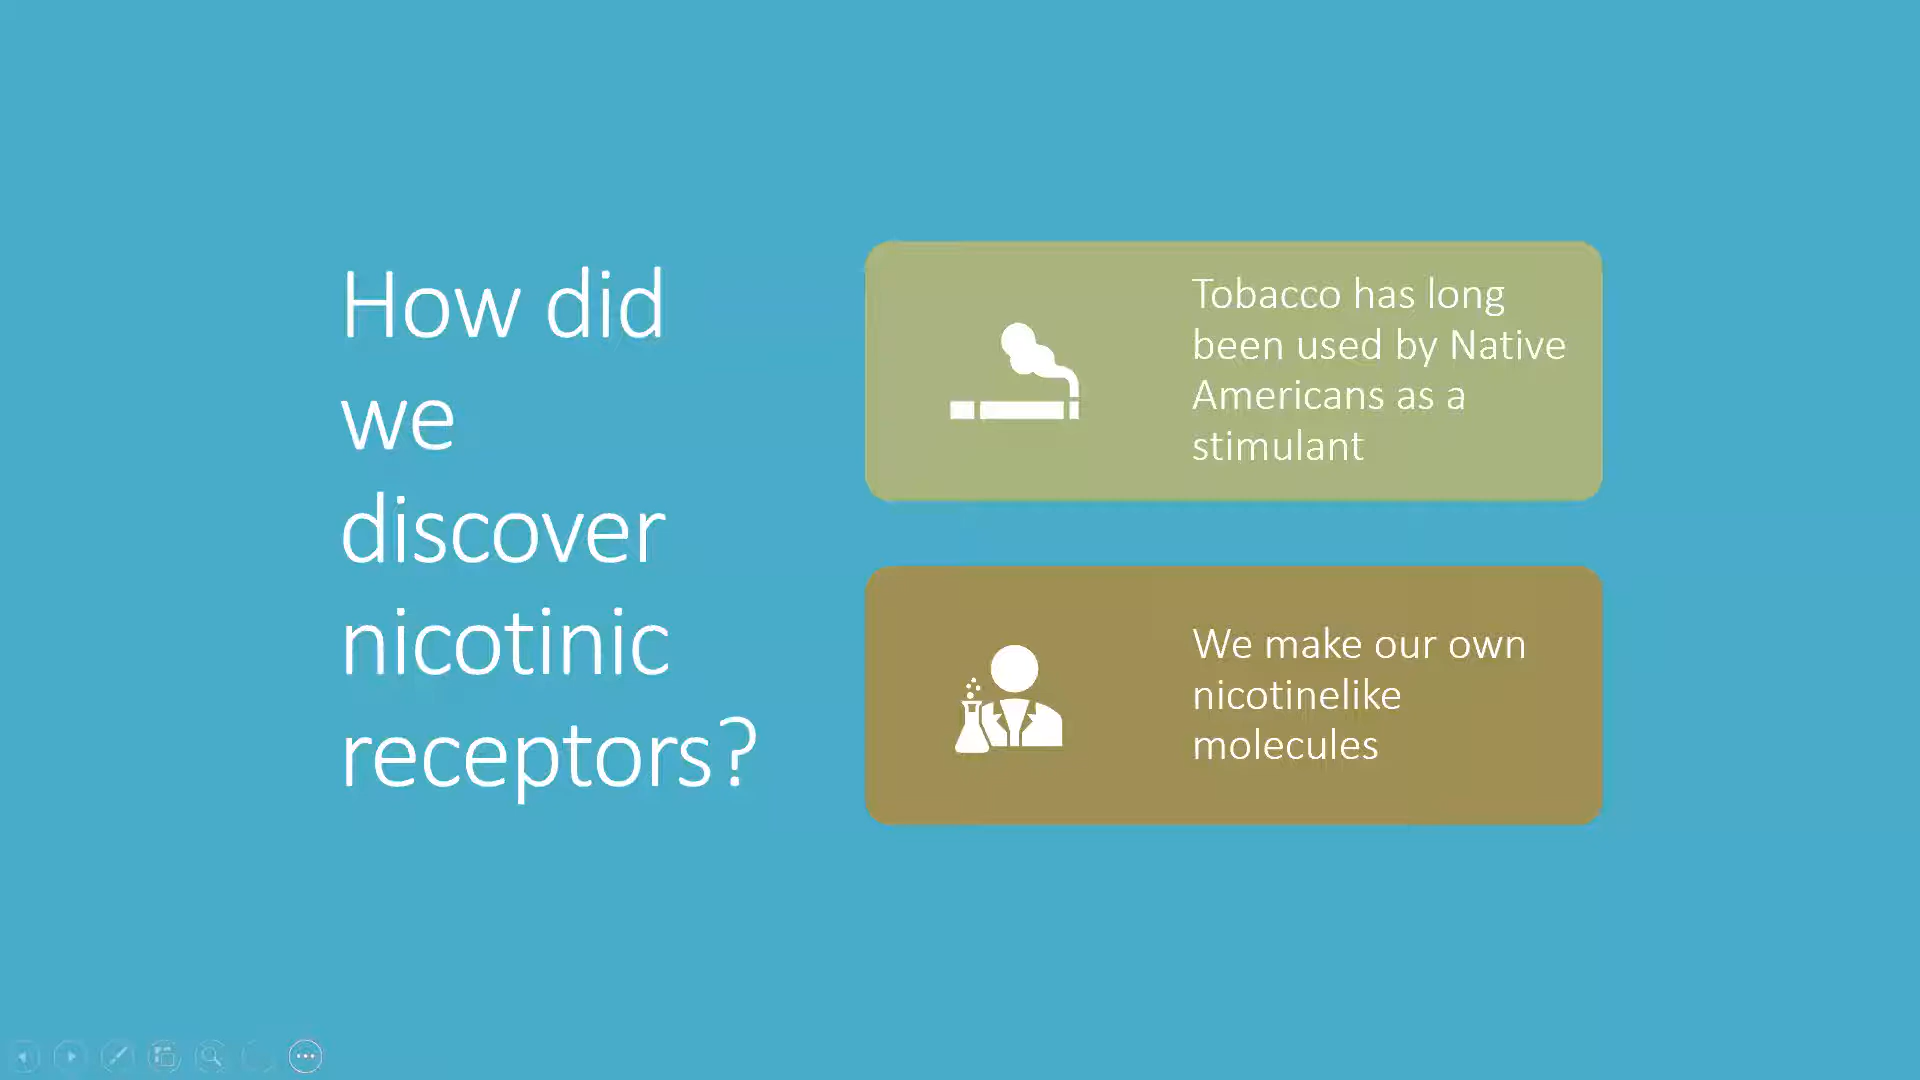 How did
we
discover
nicotinic
receptors?
Tobacco has long
been used by Native
Americans as a
stimulant
We make our own
nicotinelike
molecules